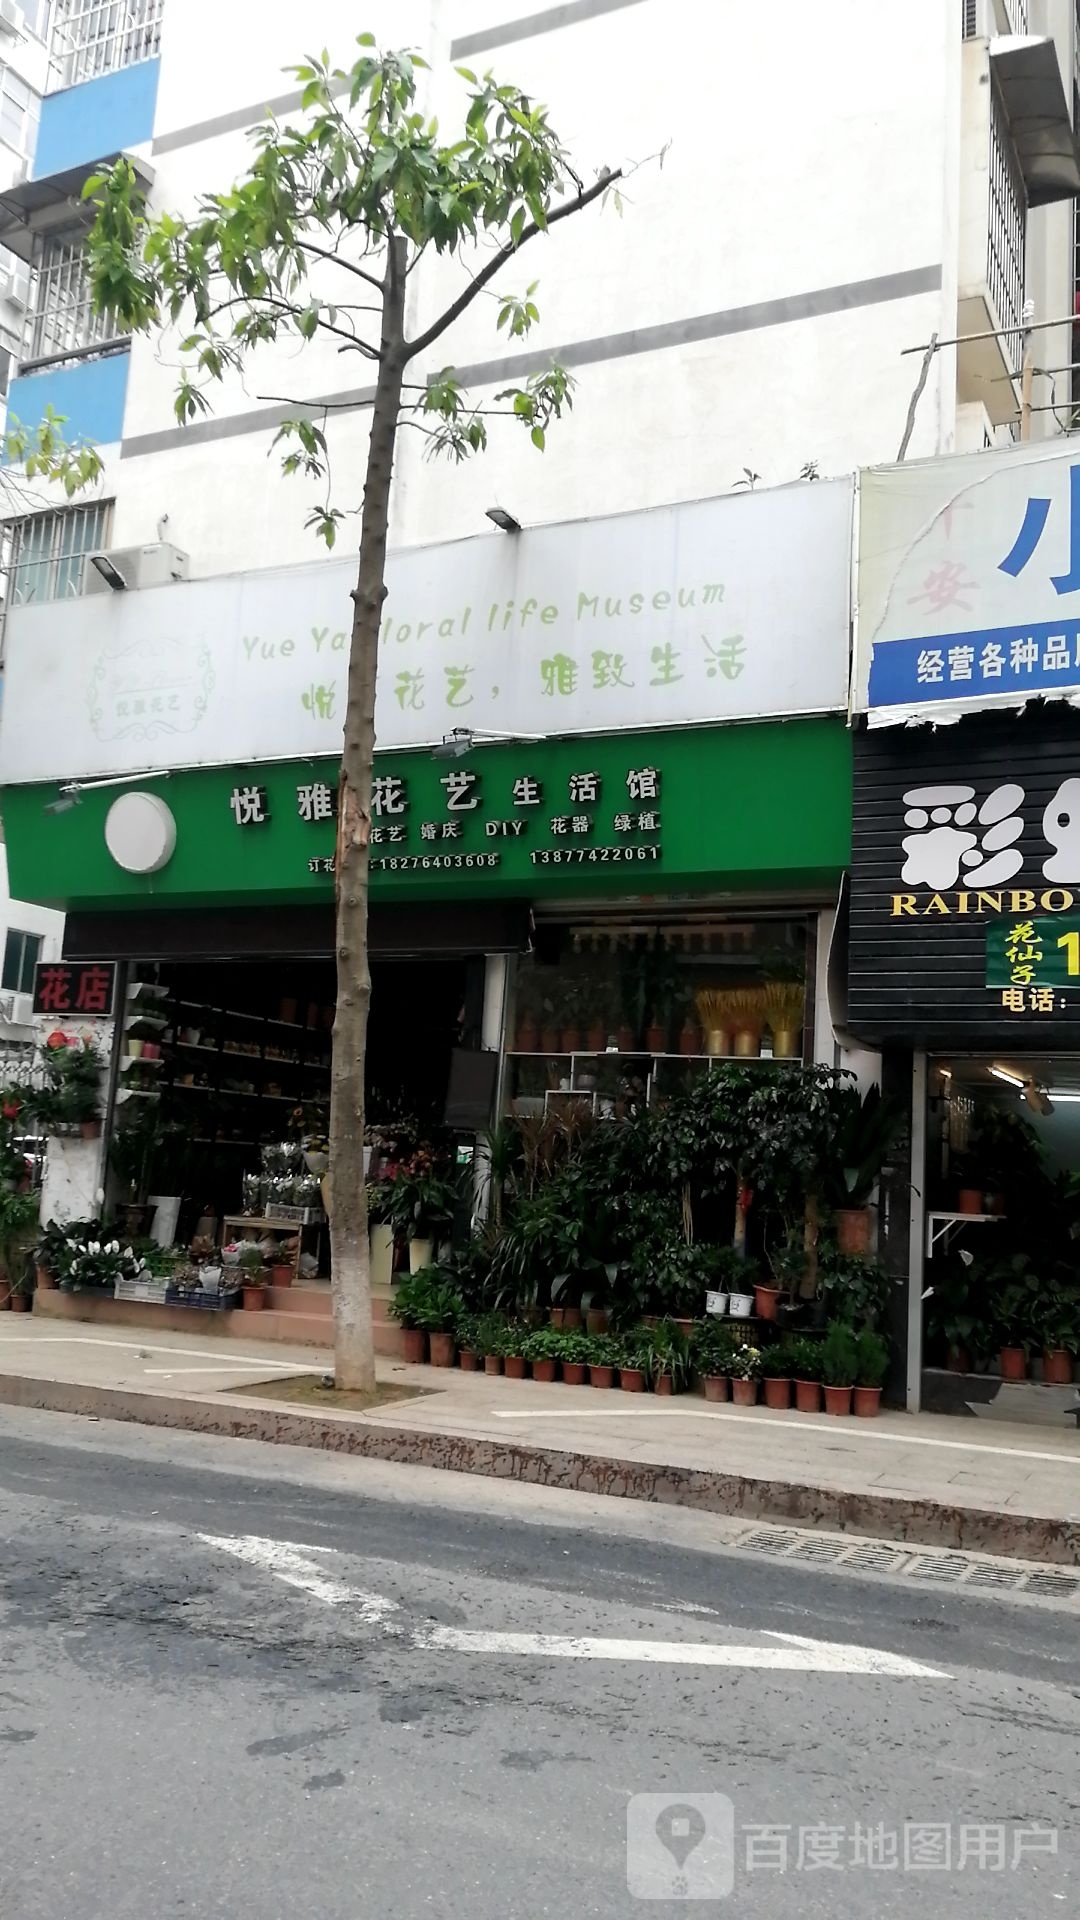 Yue Ya loral life Museum
悦 花艺，雅致生活
悦雅花艺
悦雅花艺生活馆
花艺 婚庆 DIY 花器 绿植
订花 :18276403608 13877422061
花店
安
小
经营各种品
彩
RAINBO
花仙子
1
电话:
百度地图用户